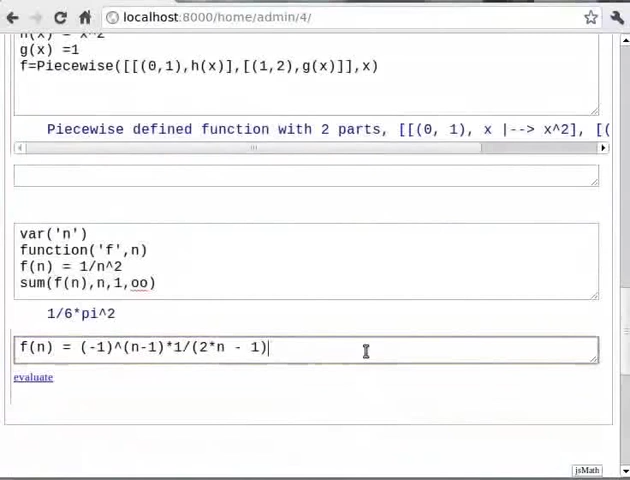 localhost:8000/home/admin/4/
h(x) = x^2
g(x) =1
f=Piecewise([[(0,1),h(x)],[(1,2),g(x)]],x)
Piecewise defined function with 2 parts, [[(0, 1), x |--> x^2], [(
var('n')
function('f',n)
f(n) = 1/n^2
sum(f(n),n,1,oo)
1/6*pi^2
f(n) = (-1)^(n-1)*1/(2*n - 1)
evaluate
jsMath